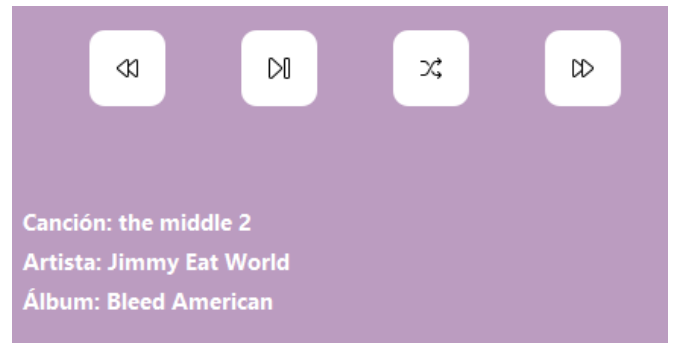 Canción: the middle 2
Artista: Jimmy Eat World
Álbum: Bleed American